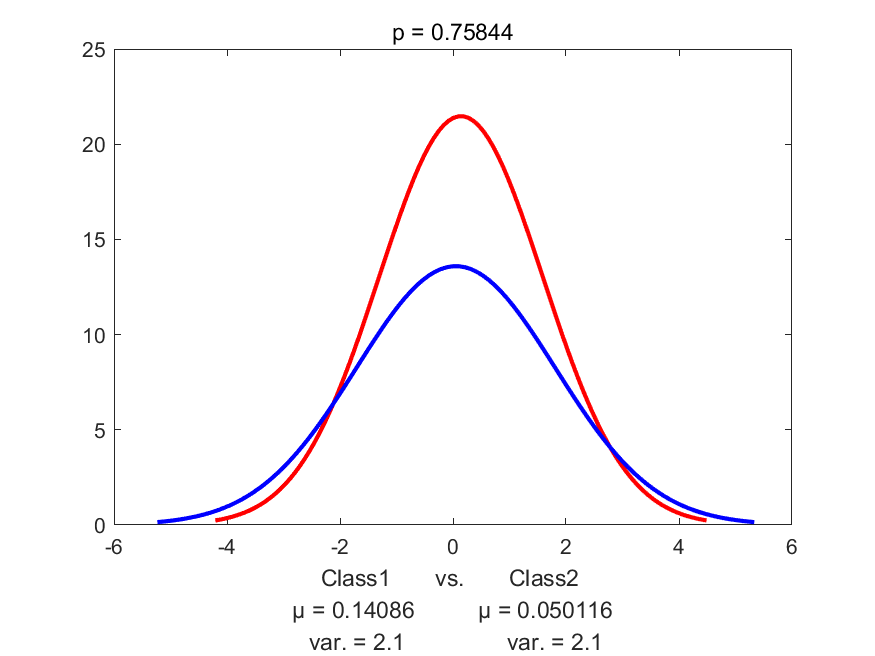 p = 0.75844
25
20
15
10
5
0
-6 -4 -2 0 2 4 6
Class1 vs. Class2
μ = 0.14086 μ = 0.050116
var. = 2.1 var. = 2.1